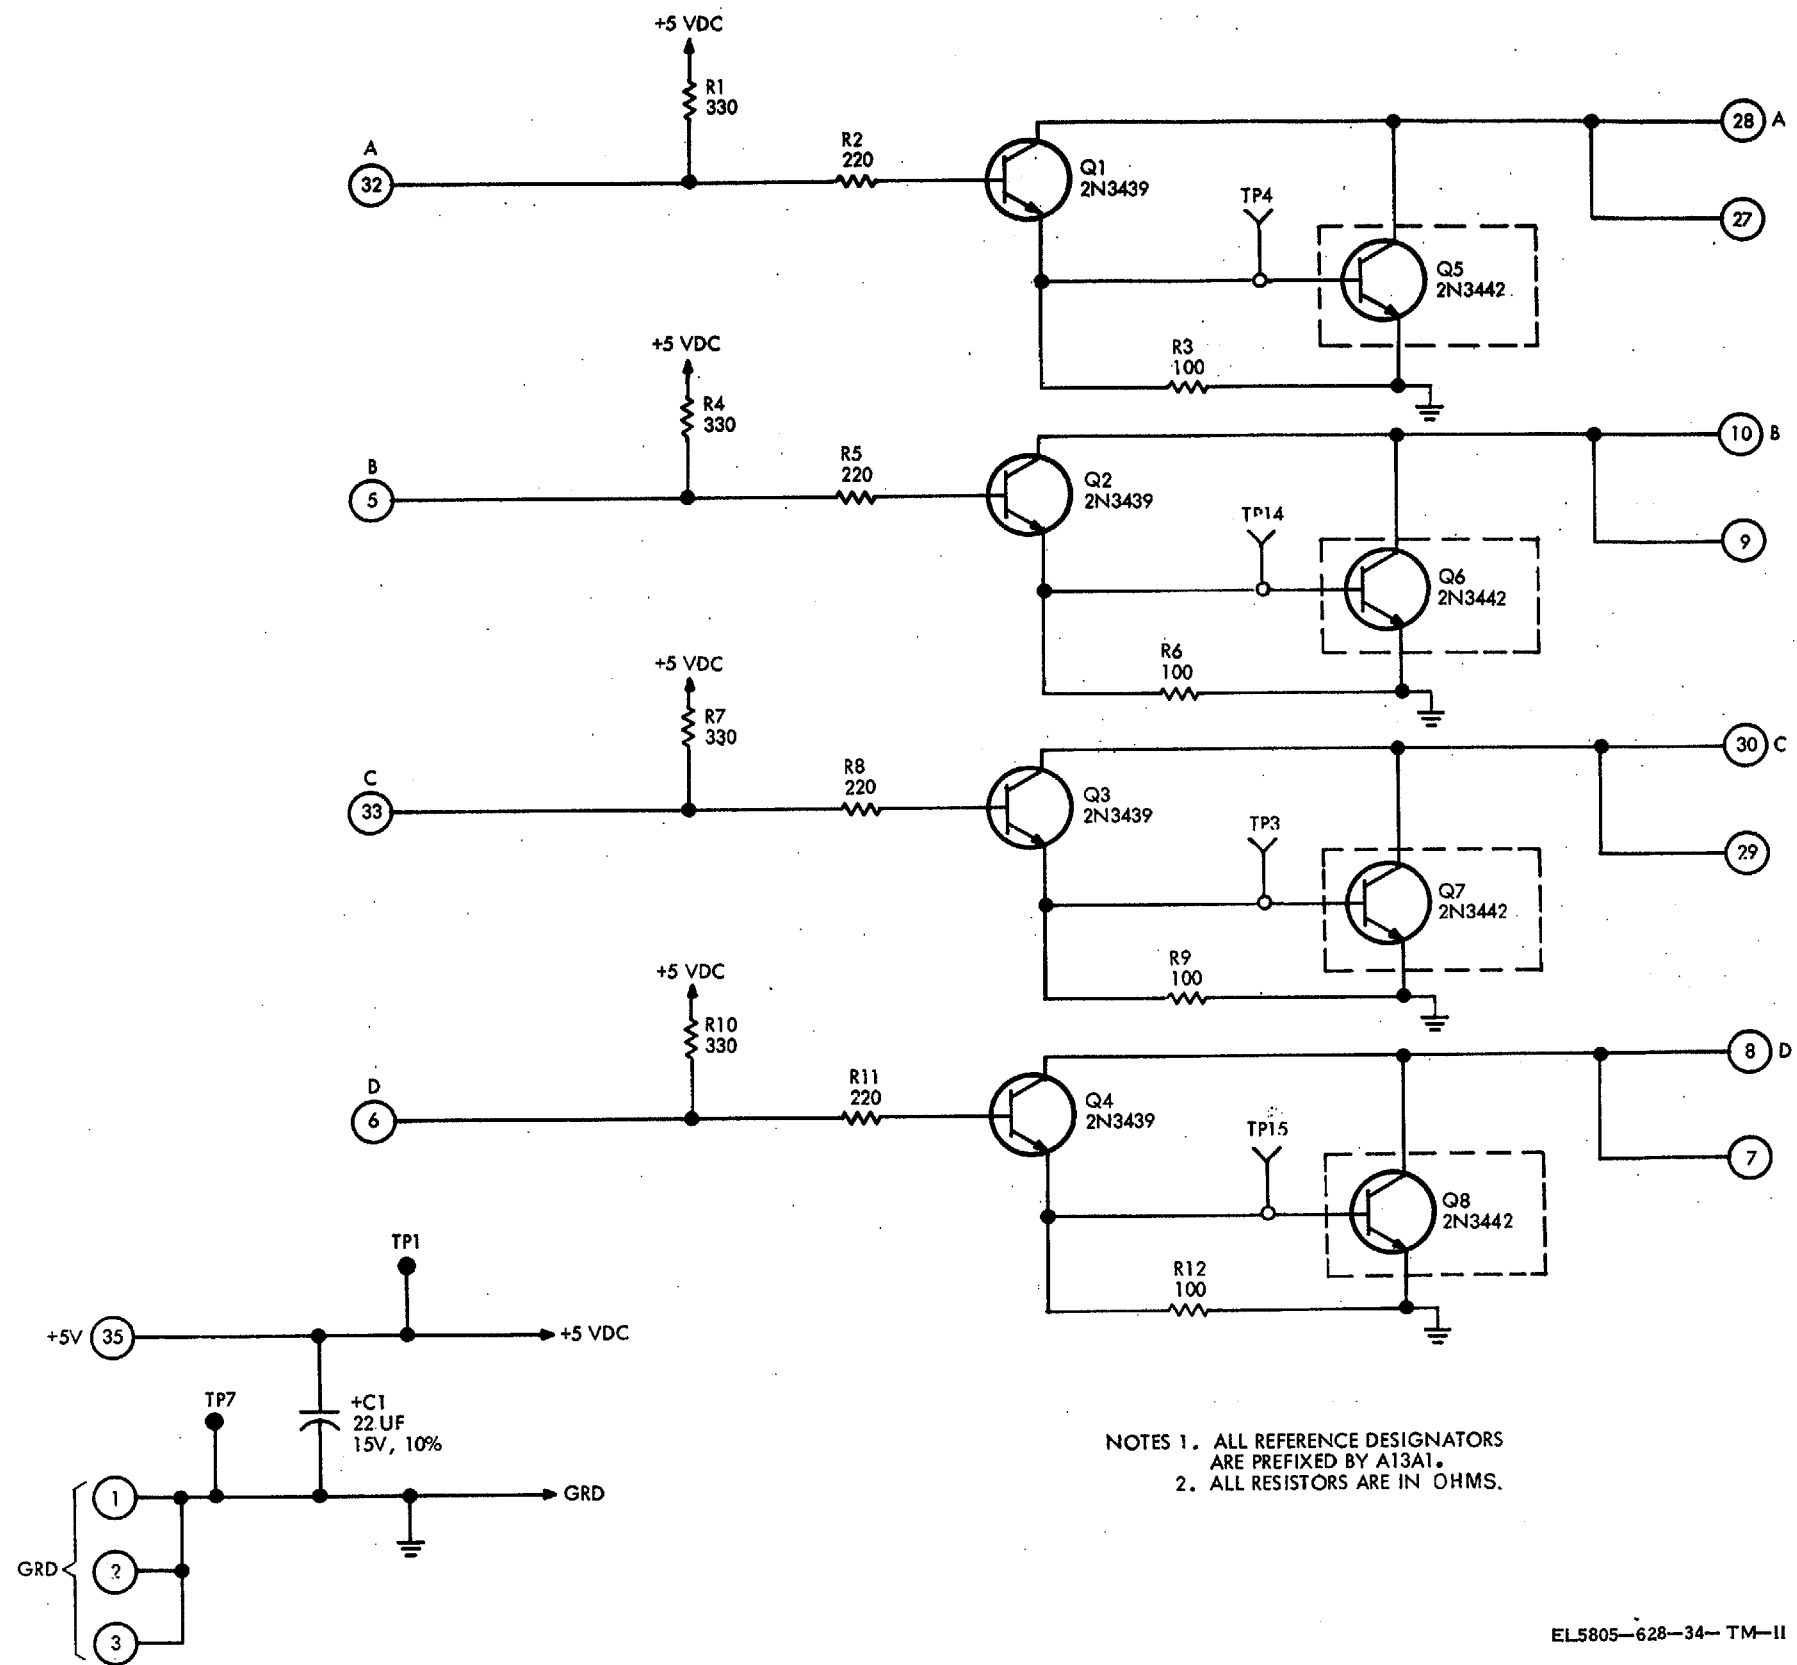 +5 VDC
R1
330
A
32
R2
220
Q1
2N3439
28 A
27
TP4
Q5
2N3442
R3
100
+5 VDC
R4
330
B
5
R5
220
Q2
2N3439
10 B
9
TP14
Q6
2N3442
R6
100
+5 VDC
R7
330
C
33
R8
220
Q3
2N3439
30 C
29
TP3
Q7
2N3442
R9
100
+5 VDC
R10
330
D
6
R11
220
Q4
2N3439
8 D
7
TP15
Q8
2N3442
R12
100
TP1
+5V 35
+5 VDC
TP7
+C1
22 UF
15V, 10%
1
GRD
GRD
2
3
NOTES 1. ALL REFERENCE DESIGNATORS
ARE PREFIXED BY A13A1.
2. ALL RESISTORS ARE IN OHMS.
EL5805-628-34-TM-11